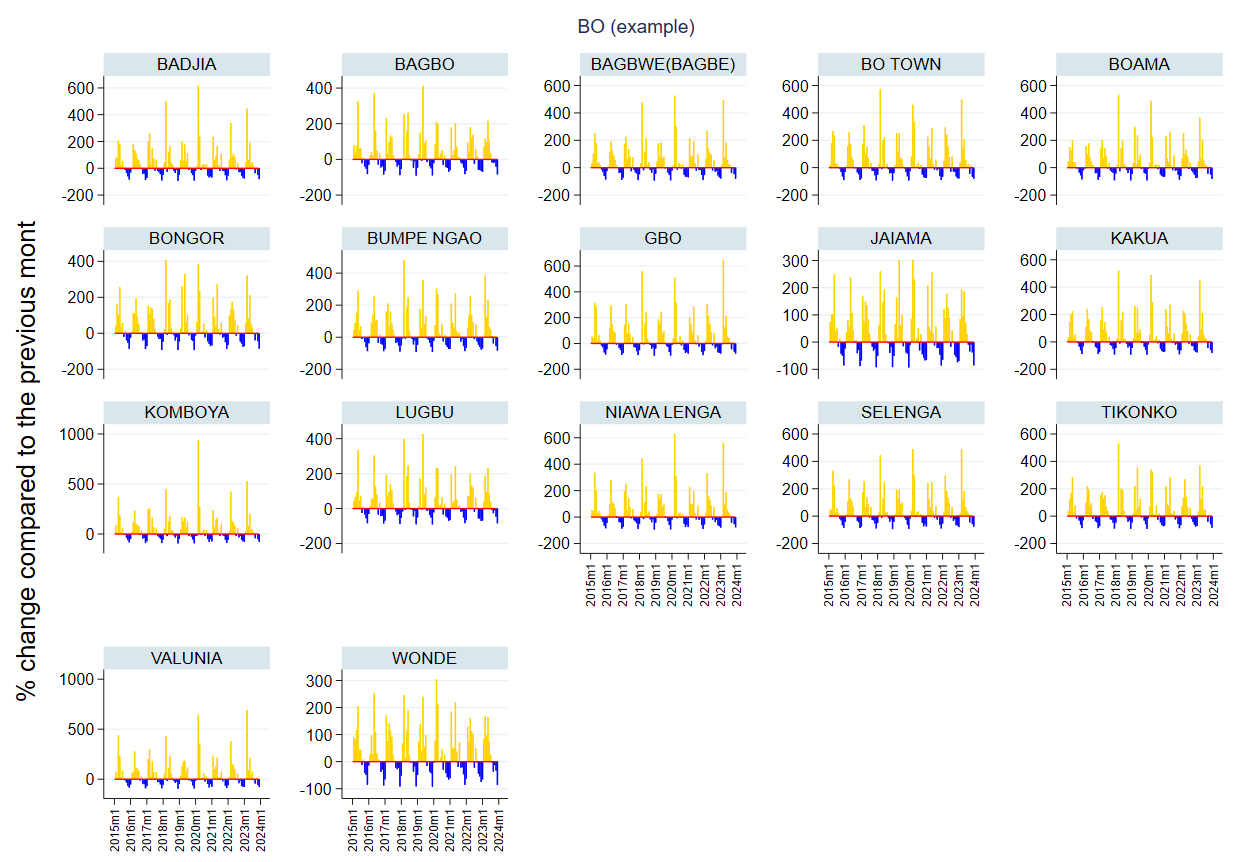 BO (example)
% change compared to the previous mont
BADJIA
600
400
200
0
-200
BAGBO
400
200
0
-200
BAGBWE(BAGBE)
600
400
200
0
-200
BO TOWN
600
400
200
0
-200
BOAMA
600
400
200
0
-200
BONGOR
400
200
0
-200
BUMPE NGAO
400
200
0
-200
GBO
600
400
200
0
-200
JAIAMA
300
200
100
0
-100
KAKUA
600
400
200
0
-200
KOMBOYA
1000
500
0
LUGBU
400
200
0
-200
NIAWA LENGA
600
400
200
0
-200
2015m1
2016m1
2017m1
2018m1
2019m1
2020m1
2021m1
2022m1
2023m1
2024m1
SELENGA
600
400
200
0
-200
2015m1
2016m1
2017m1
2018m1
2019m1
2020m1
2021m1
2022m1
2023m1
2024m1
TIKONKO
600
400
200
0
-200
2015m1
2016m1
2017m1
2018m1
2019m1
2020m1
2021m1
2022m1
2023m1
2024m1
VALUNIA
1000
500
0
2015m1
2016m1
2017m1
2018m1
2019m1
2020m1
2021m1
2022m1
2023m1
2024m1
WONDE
300
200
100
0
-100
2015m1
2016m1
2017m1
2018m1
2019m1
2020m1
2021m1
2022m1
2023m1
2024m1